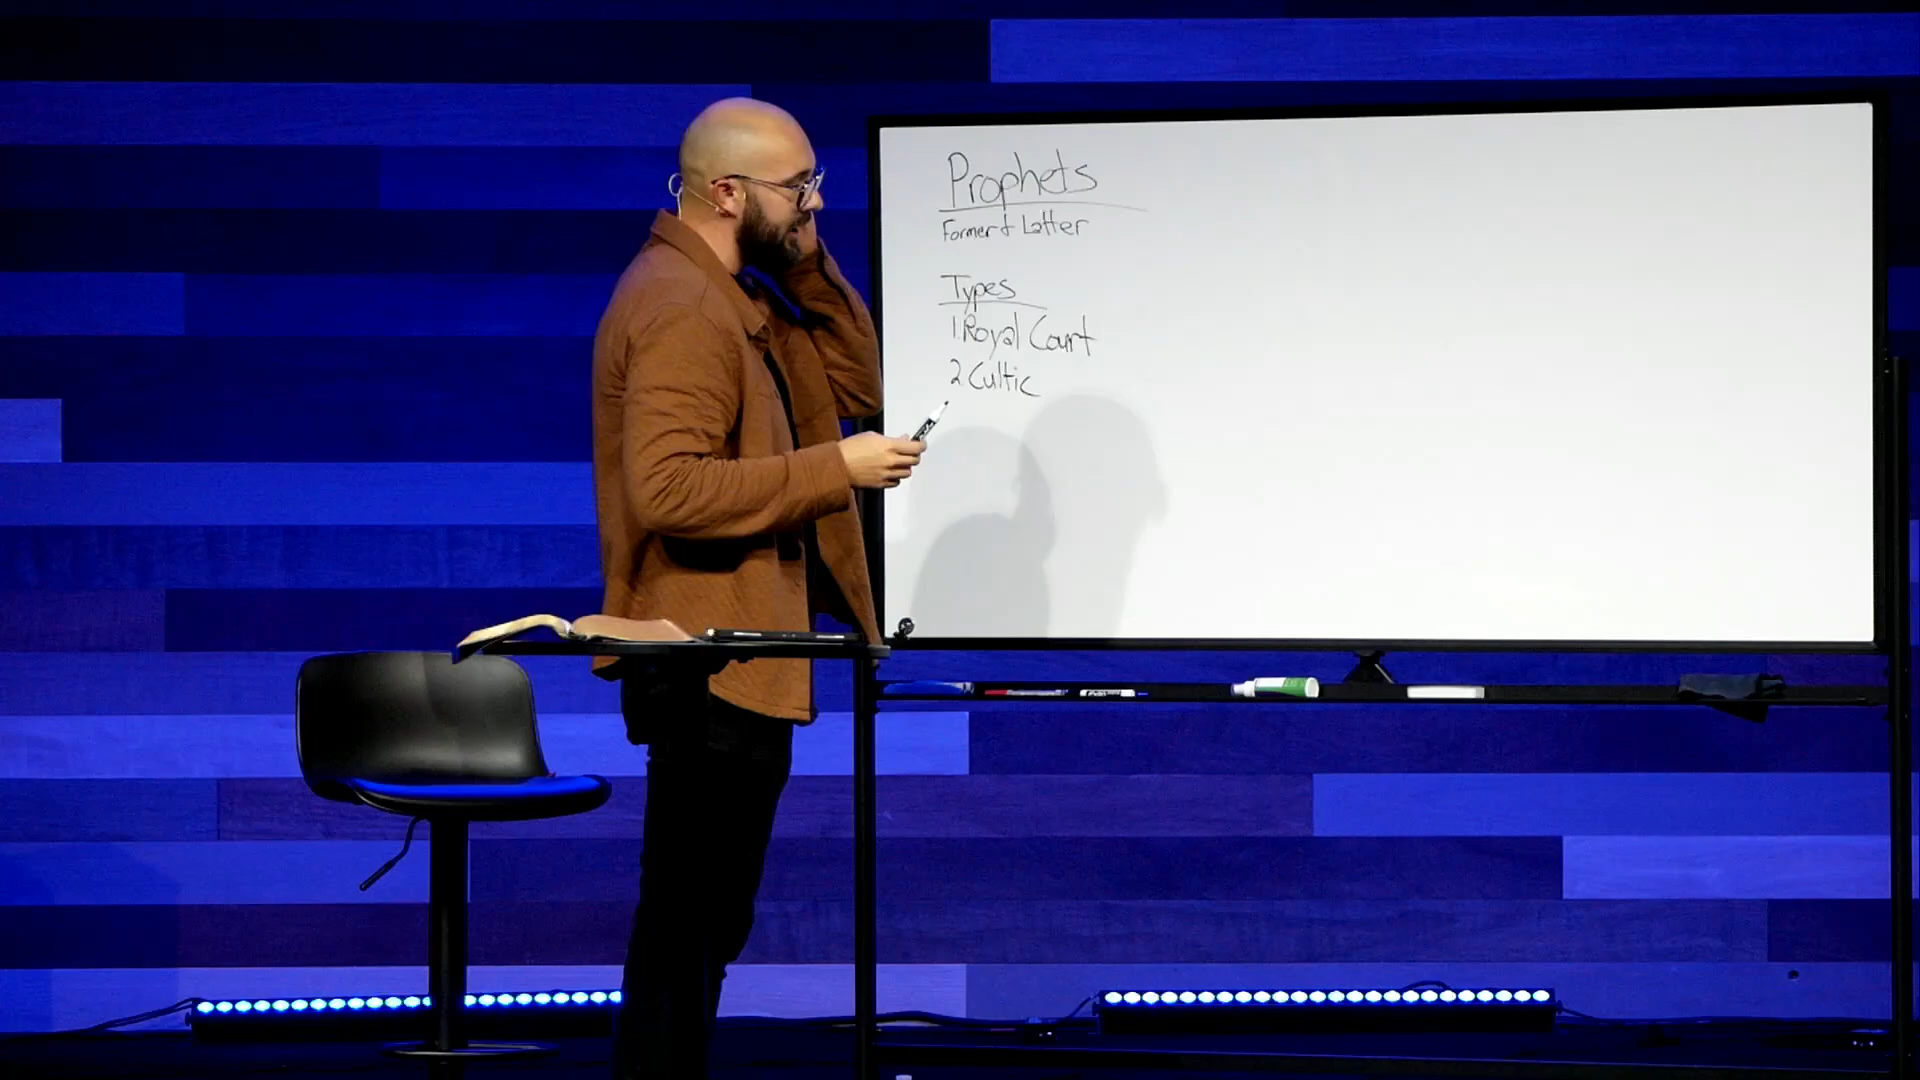 Prophets
Former & Latter
Types
1. Royal Court
2. Cultic